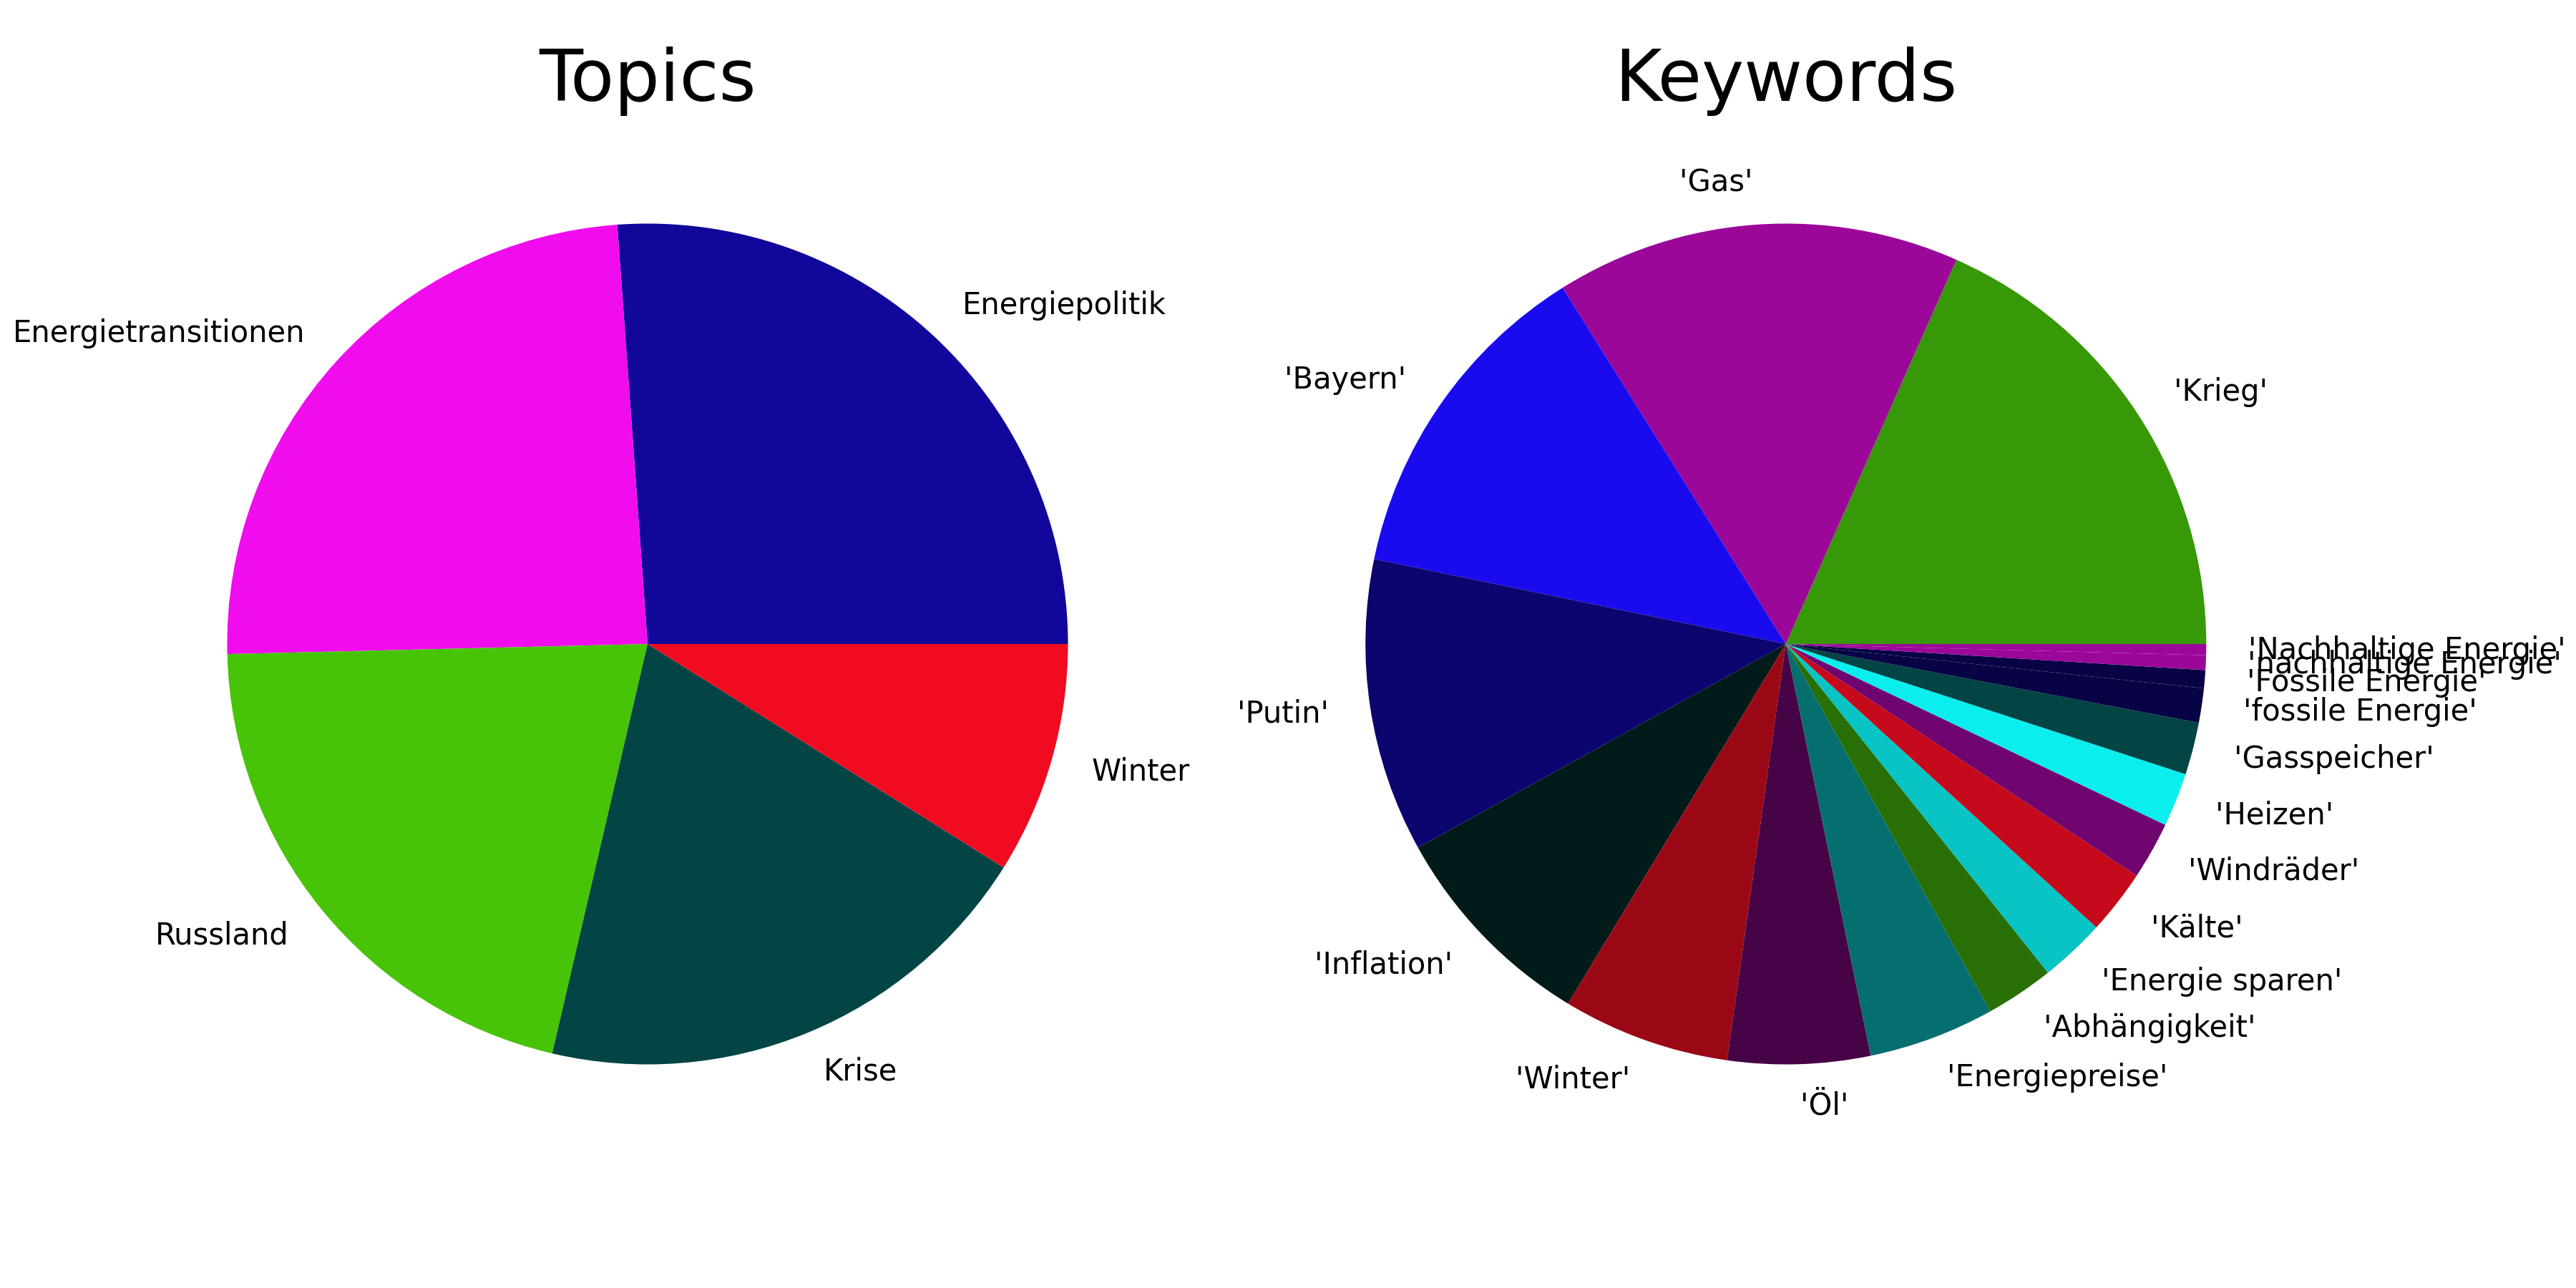 Topics
Energiepolitik
Energietransitionen
Russland
Krise
Winter
Keywords
'Krieg'
'Gas'
'Bayern'
'Putin'
'Inflation'
'Winter'
'Öl'
'Energiepreise'
'Abhängigkeit'
'Energie sparen'
'Kälte'
'Windräder'
'Heizen'
'Gasspeicher'
'fossile Energie'
'Fossile Energie'
'nachhaltige Energie'
'Nachhaltige Energie'